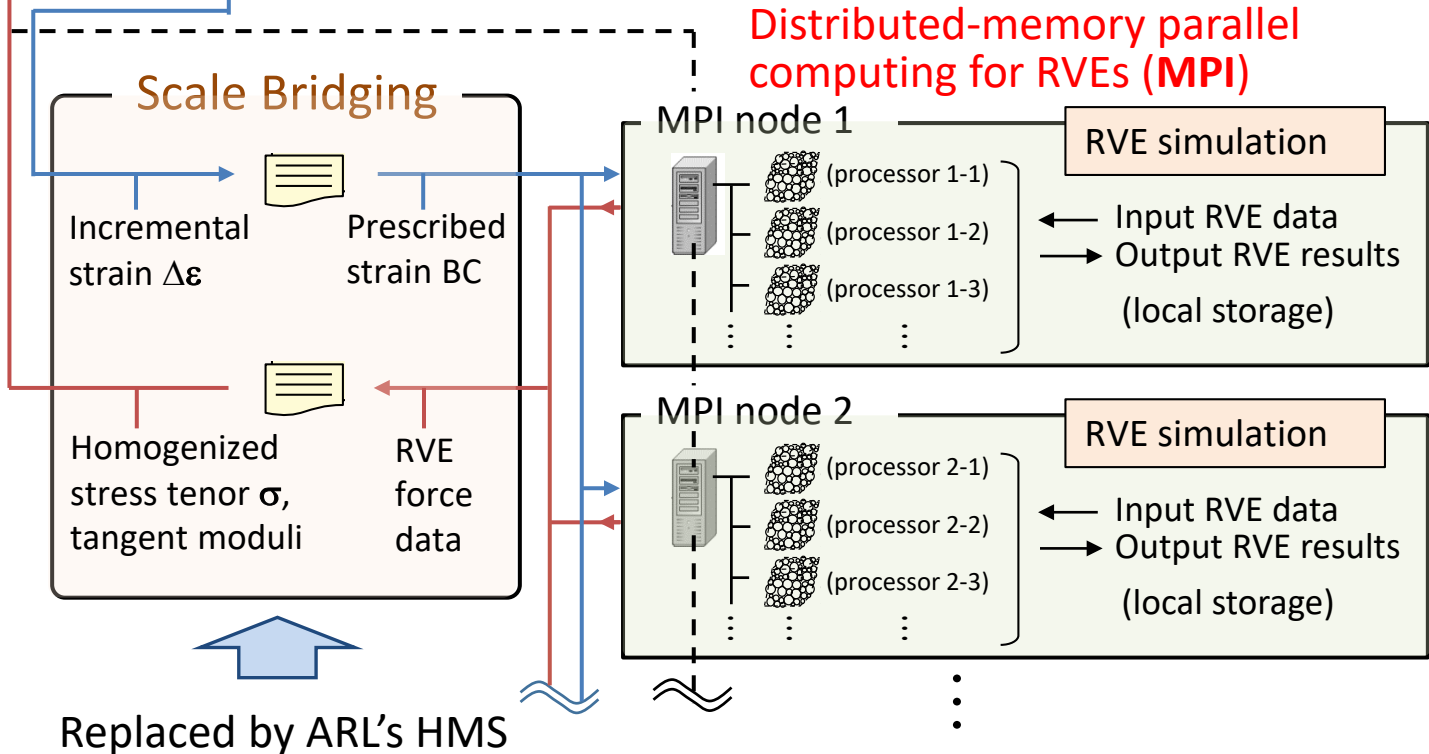 Distributed-memory parallel
computing for RVEs (MPI)
Scale Bridging
Incremental
strain Δε
Prescribed
strain BC
Homogenized
stress tenor σ,
tangent moduli
RVE
force
data
Replaced by ARL's HMS
MPI node 1
RVE simulation
(processor 1-1)
(processor 1-2)
(processor 1-3)
Input RVE data
Output RVE results
(local storage)
MPI node 2
RVE simulation
(processor 2-1)
(processor 2-2)
(processor 2-3)
Input RVE data
Output RVE results
(local storage)